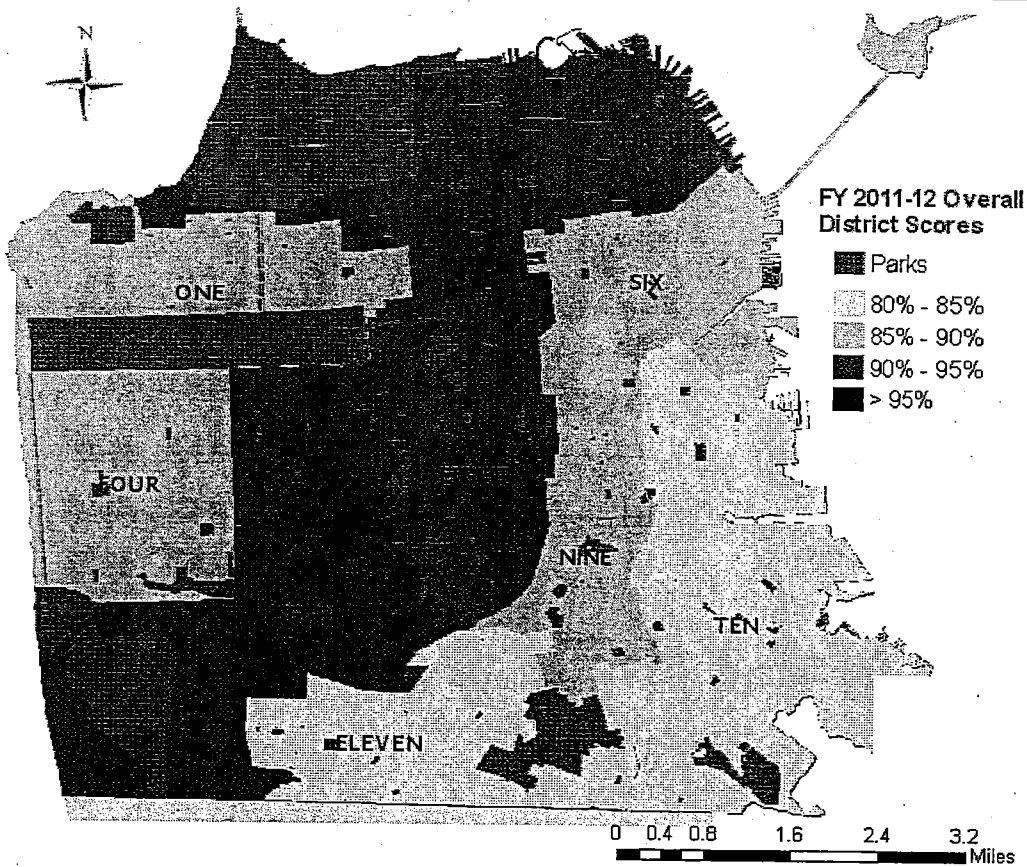 N
FY 2011-12 Overall
District Scores
Parks
80% - 85%
85% - 90%
90% - 95%
> 95%
ONE
SIX
FOUR
NINE
TEN
ELEVEN
0 0.4 0.8 1.6 2.4 3.2
Miles